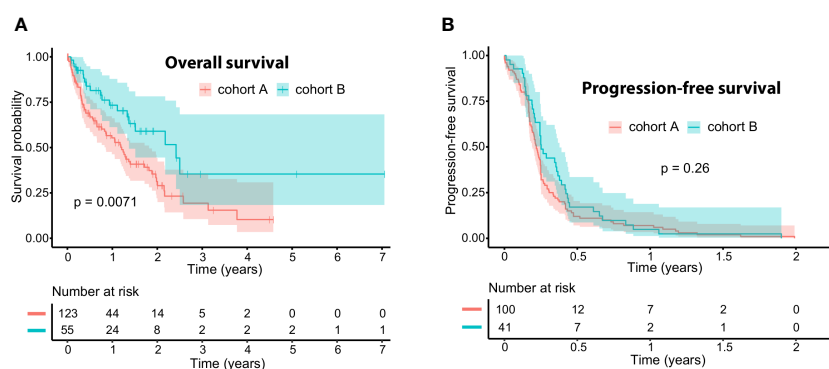 A
Overall survival
cohort A cohort B
Survival probability
1.00
0.75
0.50
0.25
0.00
p = 0.0071
0 1 2 3 4 5 6 7
Time (years)
Number at risk
123 44 14 5 2 0 0 0
55 24 8 2 2 2 1 1
0 1 2 3 4 5 6 7
Time (years)
B
Progression-free survival
cohort A cohort B
Progression-free survival
1.00
0.75
0.50
0.25
0.00
p = 0.26
0 0.5 1 1.5 2
Time (years)
Number at risk
100 12 7 2 0
41 7 2 1 0
0 0.5 1 1.5 2
Time (years)